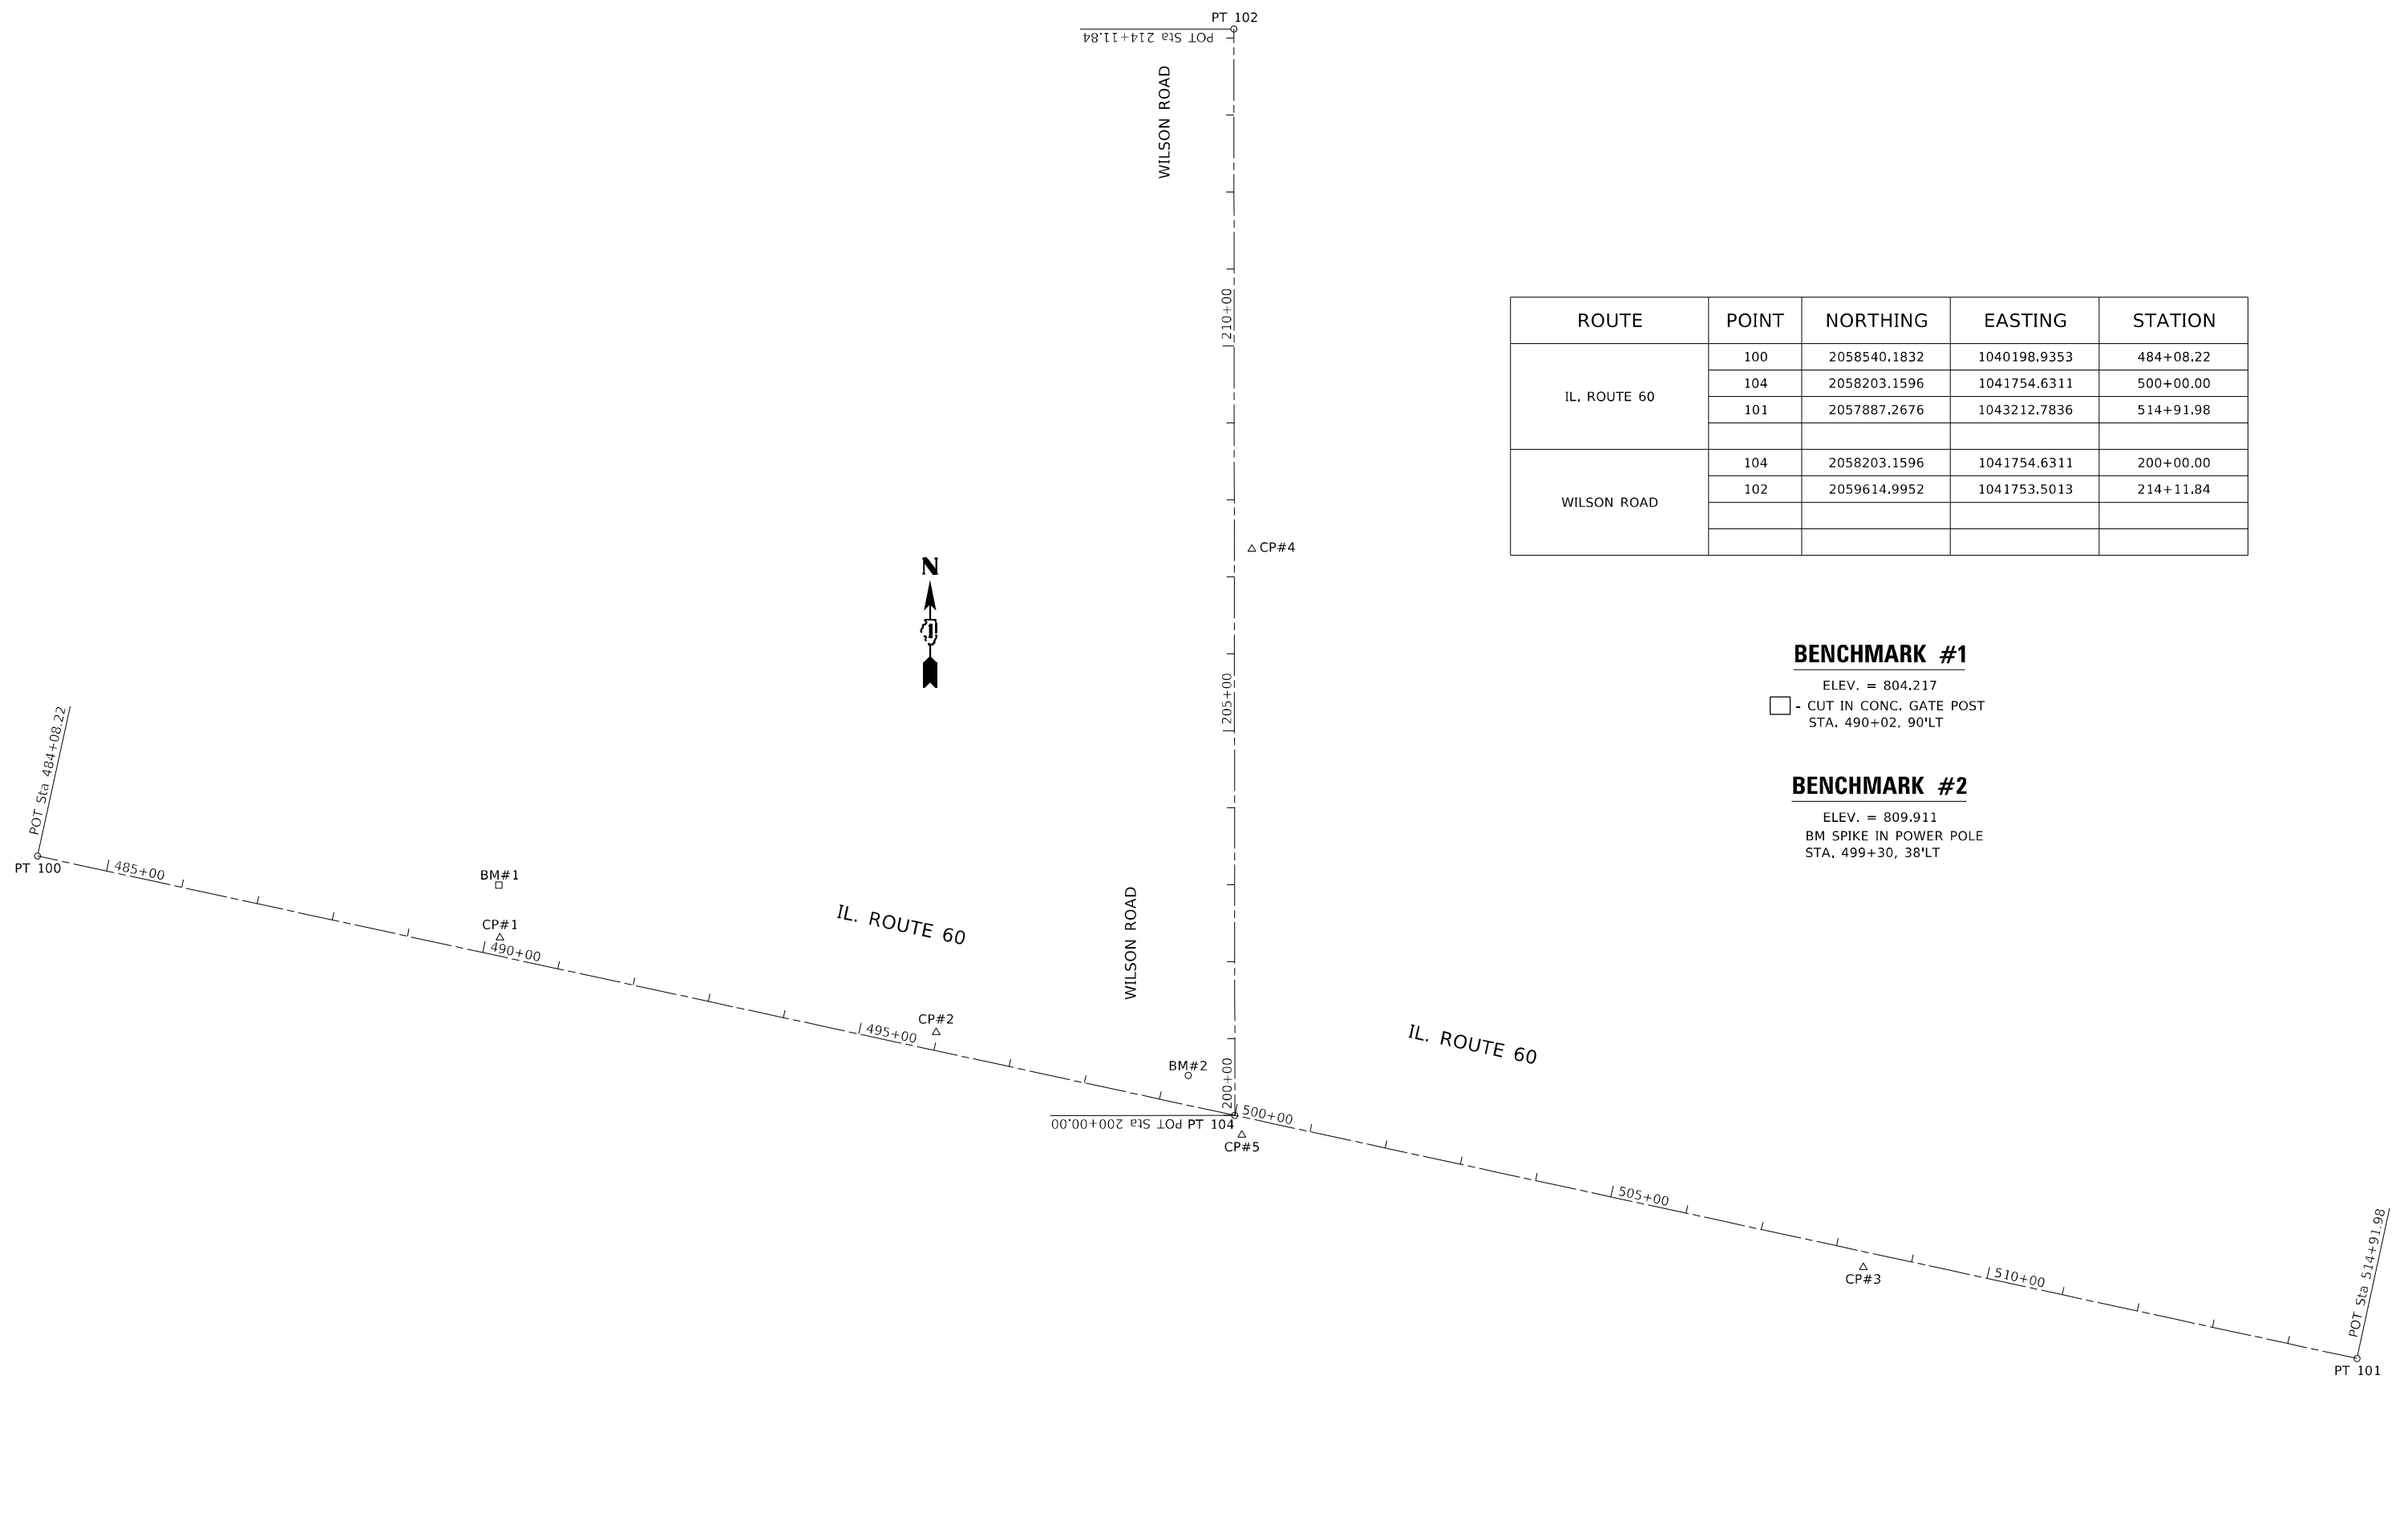 PT 102
POT Sta 214+11.84
WILSON ROAD
210+00
ROUTE POINT NORTHING EASTING STATION
IL. ROUTE 60
100 2058540.1832 1040198.9353 484+08.22
104 2058203.1596 1041754.6311 500+00.00
101 2057887.2676 1043212.7836 514+91.98
WILSON ROAD
104 2058203.1596 1041754.6311 200+00.00
102 2059614.9952 1041753.5013 214+11.84
CP#4
N
BENCHMARK #1
ELEV. = 804.217
- CUT IN CONC. GATE POST
STA. 490+02, 90'LT
205+00
BENCHMARK #2
ELEV. = 809.911
BM SPIKE IN POWER POLE
STA. 499+30, 38'LT
POT Sta 484+08.22
PT 100
485+00
BM#1
CP#1
490+00
IL. ROUTE 60
WILSON ROAD
CP#2
495+00
BM#2
200+00
IL. ROUTE 60
500+00
POT Sta 200+00.00
PT 104
CP#5
505+00
CP#3
510+00
POT Sta 514+91.98
PT 101